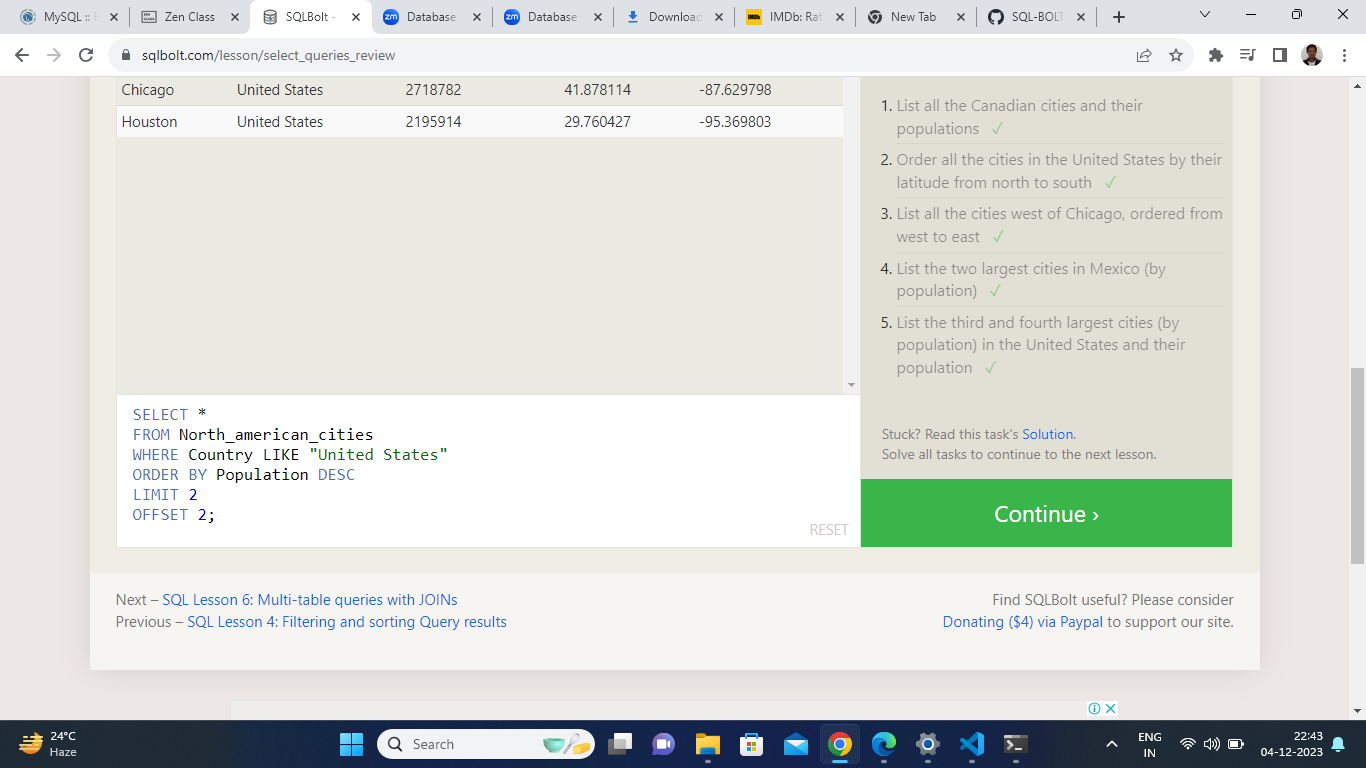 MySQL ::
Zen Class
SQLBolt -
Database
Database
Download
IMDb: Rat
New Tab
SQL-BOLT
sqlbolt.com/lesson/select_queries_review
Chicago United States 2718782 41.878114 -87.629798
Houston United States 2195914 29.760427 -95.369803
1. List all the Canadian cities and their
populations ✓
2. Order all the cities in the United States by their
latitude from north to south ✓
3. List all the cities west of Chicago, ordered from
west to east ✓
4. List the two largest cities in Mexico (by
population) ✓
5. List the third and fourth largest cities (by
population) in the United States and their
population ✓
SELECT *
FROM North_american_cities
WHERE Country LIKE "United States"
ORDER BY Population DESC
LIMIT 2
OFFSET 2;
RESET
Stuck? Read this task's Solution.
Solve all tasks to continue to the next lesson.
Continue ›
Next – SQL Lesson 6: Multi-table queries with JOINs
Previous – SQL Lesson 4: Filtering and sorting Query results
Find SQLBolt useful? Please consider
Donating ($4) via Paypal to support our site.
24°C
Haze
Search
ENG
IN
22:43
04-12-2023